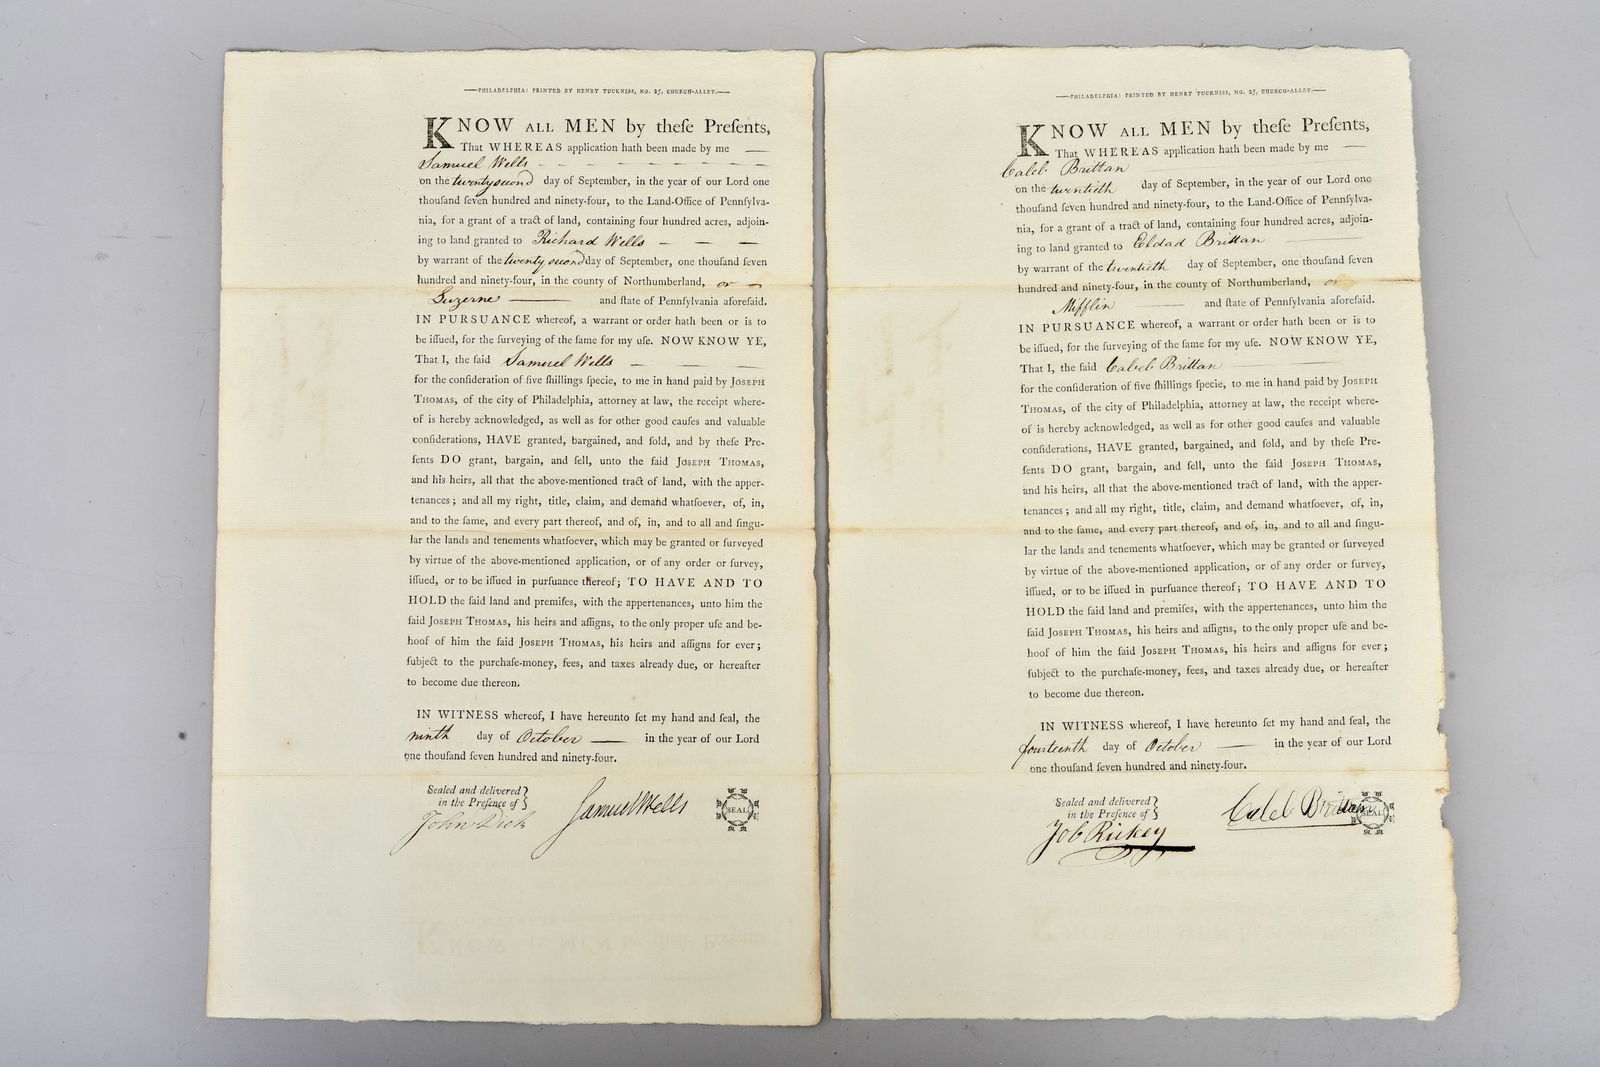 —PHILADELPHIA: PRINTED BY HENRY TUCKNISS, NO. 25, CHURCH-ALLEY.—
KNOW ALL MEN by theſe Preſents,
That WHEREAS application hath been made by me —
Samuel Wells
on the twenty second day of September, in the year of our Lord one
thouſand ſeven hundred and ninety-four, to the Land-Office of Pennſylva-
nia, for a grant of a tract of land, containing four hundred acres, adjoin-
ing to land granted to Richard Wells — — —
by warrant of the twenty second day of September, one thouſand ſeven
hundred and ninety-four, in the county of Northumberland, or —
Luzerne — and ſtate of Pennſylvania aforeſaid.
IN PURSUANCE whereof, a warrant or order hath been or is to
be iſſued, for the ſurveying of the ſame for my uſe. NOW KNOW YE,
That I, the ſaid Samuel Wells — — —
for the conſideration of five ſhillings ſpecie, to me in hand paid by JOSEPH
THOMAS, of the city of Philadelphia, attorney at law, the receipt where-
of is hereby acknowledged, as well as for other good cauſes and valuable
conſiderations, HAVE granted, bargained, and ſold, and by theſe Pre-
ſents DO grant, bargain, and ſell, unto the ſaid JOSEPH THOMAS,
and his heirs, all that the above-mentioned tract of land, with the apper-
tenances; and all my right, title, claim, and demand whatſoever, of, in,
and to the ſame, and every part thereof, and of, in, and to all and ſingu-
lar the lands and tenements whatſoever, which may be granted or ſurveyed
by virtue of the above-mentioned application, or of any order or ſurvey,
iſſued, or to be iſſued in purſuance thereof; TO HAVE AND TO
HOLD the ſaid land and premiſes, with the appertenances, unto him the
ſaid JOSEPH THOMAS, his heirs and aſſigns, to the only proper uſe and be-
hoof of him the ſaid JOSEPH THOMAS, his heirs and aſſigns for ever;
ſubject to the purchaſe-money, fees, and taxes already due, or hereafter
to become due thereon.
IN WITNESS whereof, I have hereunto ſet my hand and ſeal, the
ninth day of October — in the year of our Lord
one thouſand ſeven hundred and ninety-four.
Sealed and delivered
in the Preſence of
John Dick
Samuel Wells
SEAL
—PHILADELPHIA: PRINTED BY HENRY TUCKNISS, NO. 25, CHURCH-ALLEY.—
KNOW ALL MEN by theſe Preſents,
That WHEREAS application hath been made by me —
Caleb Brittan
on the twentieth day of September, in the year of our Lord one
thouſand ſeven hundred and ninety-four, to the Land-Office of Pennſylva-
nia, for a grant of a tract of land, containing four hundred acres, adjoin-
ing to land granted to Eldad Brittan —
by warrant of the twentieth day of September, one thouſand ſeven
hundred and ninety-four, in the county of Northumberland, or
Mifflin — and ſtate of Pennſylvania aforeſaid.
IN PURSUANCE whereof, a warrant or order hath been or is to
be iſſued, for the ſurveying of the ſame for my uſe. NOW KNOW YE,
That I, the ſaid Caleb Brittan —
for the conſideration of five ſhillings ſpecie, to me in hand paid by JOSEPH
THOMAS, of the city of Philadelphia, attorney at law, the receipt where-
of is hereby acknowledged, as well as for other good cauſes and valuable
conſiderations, HAVE granted, bargained, and ſold, and by theſe Pre-
ſents DO grant, bargain, and ſell, unto the ſaid JOSEPH THOMAS,
and his heirs, all that the above-mentioned tract of land, with the apper-
tenances; and all my right, title, claim, and demand whatſoever, of, in,
and to the ſame, and every part thereof, and of, in, and to all and ſingu-
lar the lands and tenements whatſoever, which may be granted or ſurveyed
by virtue of the above-mentioned application, or of any order or ſurvey,
iſſued, or to be iſſued in purſuance thereof; TO HAVE AND TO
HOLD the ſaid land and premiſes, with the appertenances, unto him the
ſaid JOSEPH THOMAS, his heirs and aſſigns, to the only proper uſe and be-
hoof of him the ſaid JOSEPH THOMAS, his heirs and aſſigns for ever;
ſubject to the purchaſe-money, fees, and taxes already due, or hereafter
to become due thereon.
IN WITNESS whereof, I have hereunto ſet my hand and ſeal, the
fourteenth day of October — in the year of our Lord
one thouſand ſeven hundred and ninety-four.
Sealed and delivered
in the Preſence of
Job Rickey
Caleb Brittan
SEAL